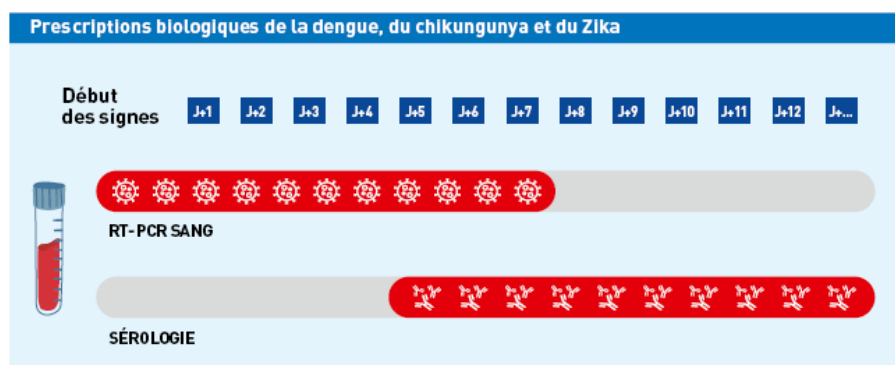 Prescriptions biologiques de la dengue, du chikungunya et du Zika
Début
des signes
J+1 J+2 J+3 J+4 J+5 J+6 J+7 J+8 J+9 J+10 J+11 J+12 J+...
RT-PCR SANG
SÉROLOGIE